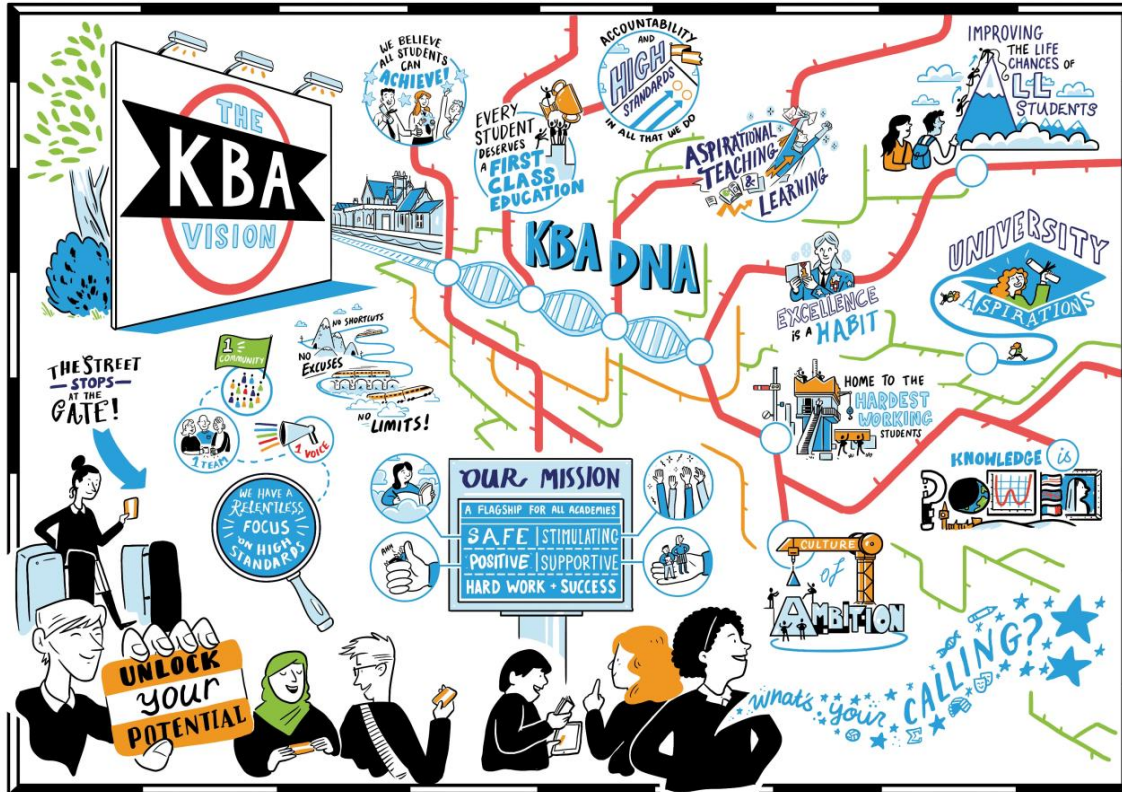 THE
KBA
VISION
WE BELIEVE
ALL STUDENTS
CAN
ACHIEVE!
EVERY
STUDENT
DESERVES
A FIRST
CLASS
EDUCATION
ACCOUNTABILITY
AND
HIGH
STANDARDS
IN ALL THAT WE DO
ASPIRATIONAL
TEACHING
&
LEARNING
IMPROVING
THE LIFE
CHANCES OF
ALL
STUDENTS
KBA DNA
EXCELLENCE
IS A HABIT
UNIVERSITY
ASPIRATIONS
HOME TO THE
HARDEST
WORKING
STUDENTS
KNOWLEDGE is
POWER
CULTURE
of
AMBITION
THE STREET
STOPS
AT THE
GATE!
1
COMMUNITY
1 TEAM
1 VOICE
NO SHORTCUTS
NO
EXCUSES
NO
LIMITS!
WE HAVE A
RELENTLESS
FOCUS
ON HIGH
STANDARDS
OUR MISSION
A FLAGSHIP FOR ALL ACADEMIES
SAFE STIMULATING
POSITIVE SUPPORTIVE
HARD WORK + SUCCESS
AHH
UNLOCK
your
POTENTIAL
what's your CALLING?